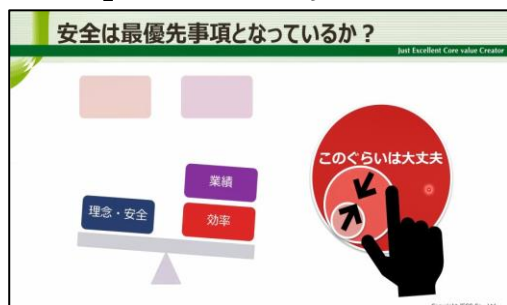 安全は最優先事項となっているか？
Just Excellent Core value Creator
業績
理念・安全
効率
このぐらいは大丈夫